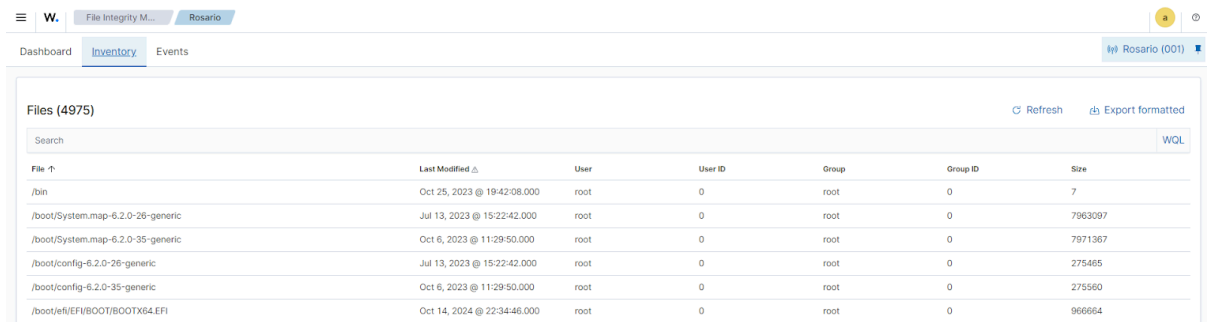 W. File Integrity M... Rosario a
Dashboard Inventory Events Rosario (001)
Files (4975) Refresh Export formatted
Search WQL
File ↑ Last Modified User User ID Group Group ID Size
/bin Oct 25, 2023 @ 19:42:08.000 root 0 root 0 7
/boot/System.map-6.2.0-26-generic Jul 13, 2023 @ 15:22:42.000 root 0 root 0 7963097
/boot/System.map-6.2.0-35-generic Oct 6, 2023 @ 11:29:50.000 root 0 root 0 7971367
/boot/config-6.2.0-26-generic Jul 13, 2023 @ 15:22:42.000 root 0 root 0 275465
/boot/config-6.2.0-35-generic Oct 6, 2023 @ 11:29:50.000 root 0 root 0 275560
/boot/efi/EFI/BOOT/BOOTX64.EFI Oct 14, 2024 @ 22:34:46.000 root 0 root 0 966664